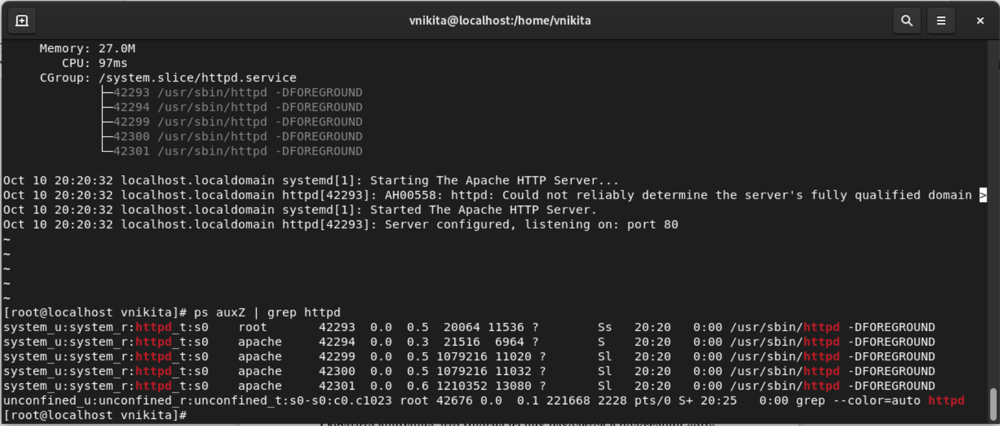 vnikita@localhost:/home/vnikita
Memory: 27.0M
CPU: 97ms
CGroup: /system.slice/httpd.service
├─42293 /usr/sbin/httpd -DFOREGROUND
├─42294 /usr/sbin/httpd -DFOREGROUND
├─42299 /usr/sbin/httpd -DFOREGROUND
├─42300 /usr/sbin/httpd -DFOREGROUND
└─42301 /usr/sbin/httpd -DFOREGROUND
Oct 10 20:20:32 localhost.localdomain systemd[1]: Starting The Apache HTTP Server...
Oct 10 20:20:32 localhost.localdomain httpd[42293]: AH00558: httpd: Could not reliably determine the server's fully qualified domain >
Oct 10 20:20:32 localhost.localdomain systemd[1]: Started The Apache HTTP Server.
Oct 10 20:20:32 localhost.localdomain httpd[42293]: Server configured, listening on: port 80
~
~
~
~
~
[root@localhost vnikita]# ps auxZ | grep httpd
system_u:system_r:httpd_t:s0    root       42293  0.0  0.5  20064 11536 ?        Ss   20:20   0:00 /usr/sbin/httpd -DFOREGROUND
system_u:system_r:httpd_t:s0    apache     42294  0.0  0.3  21516  6964 ?        S    20:20   0:00 /usr/sbin/httpd -DFOREGROUND
system_u:system_r:httpd_t:s0    apache     42299  0.0  0.5 1079216 11020 ?       Sl   20:20   0:00 /usr/sbin/httpd -DFOREGROUND
system_u:system_r:httpd_t:s0    apache     42300  0.0  0.5 1079216 11032 ?       Sl   20:20   0:00 /usr/sbin/httpd -DFOREGROUND
system_u:system_r:httpd_t:s0    apache     42301  0.0  0.6 1210352 13080 ?       Sl   20:20   0:00 /usr/sbin/httpd -DFOREGROUND
unconfined_u:unconfined_r:unconfined_t:s0-s0:c0.c1023 root 42676 0.0  0.1 221668 2228 pts/0 S+ 20:25   0:00 grep --color=auto httpd
[root@localhost vnikita]#